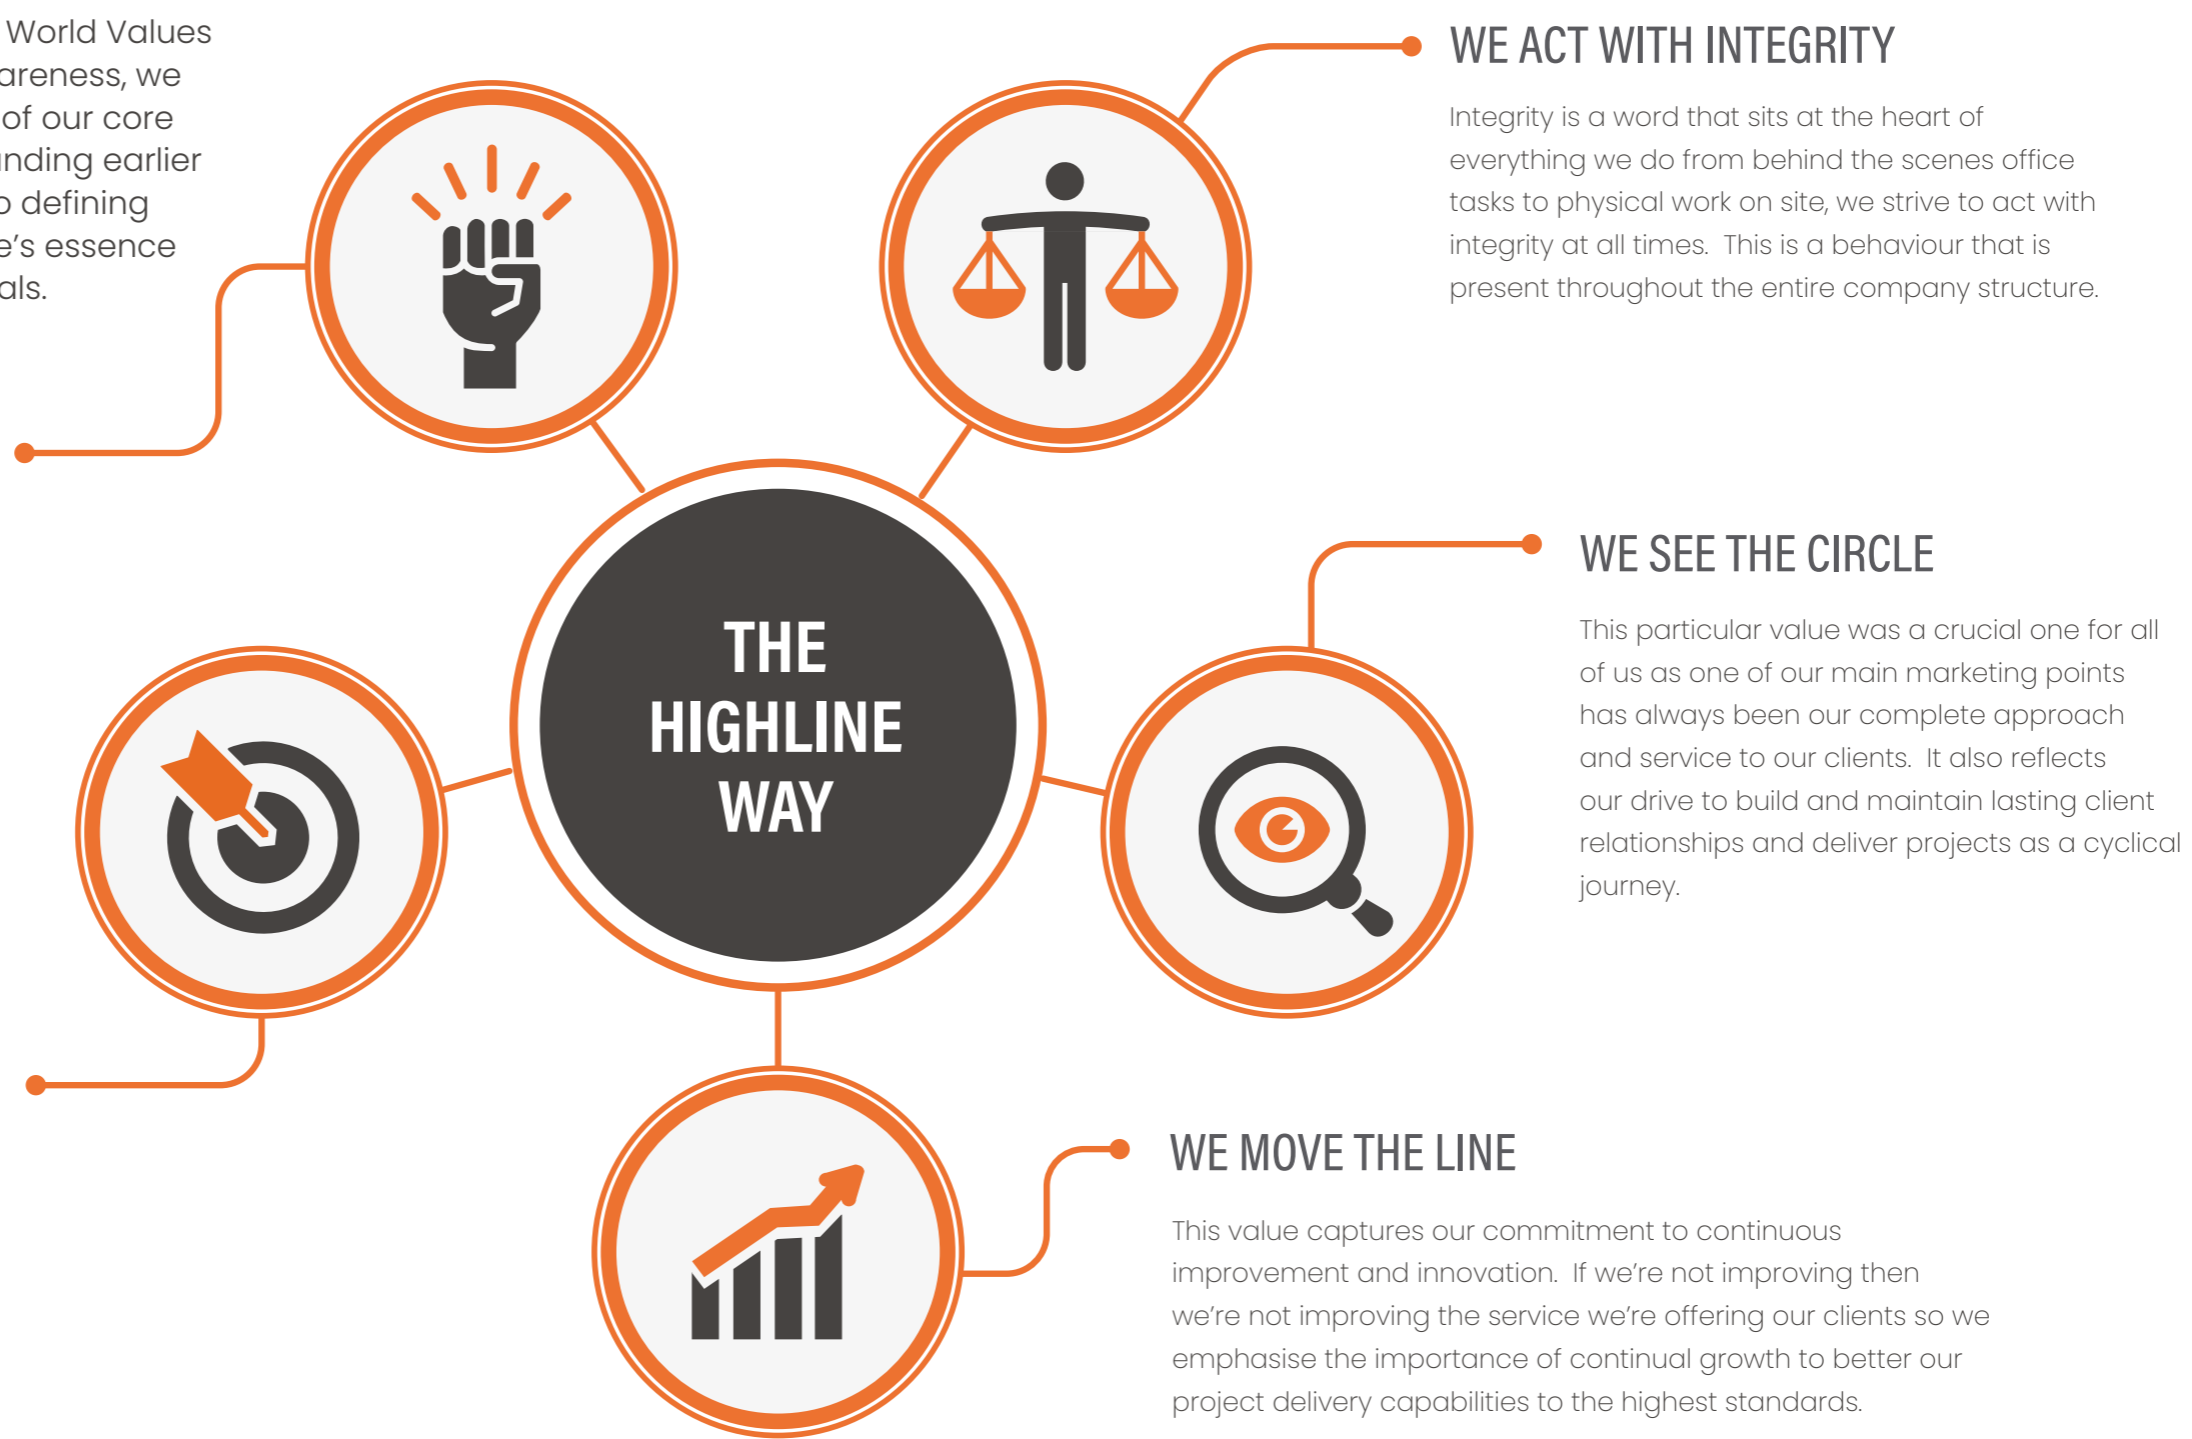 World Values
areness, we
of our core
nding earlier
o defining
e's essence
als.
WE ACT WITH INTEGRITY
Integrity is a word that sits at the heart of
everything we do from behind the scenes office
tasks to physical work on site, we strive to act with
integrity at all times.  This is a behaviour that is
present throughout the entire company structure.
THE
HIGHLINE
WAY
WE SEE THE CIRCLE
This particular value was a crucial one for all
of us as one of our main marketing points
has always been our complete approach
and service to our clients.  It also reflects
our drive to build and maintain lasting client
relationships and deliver projects as a cyclical
journey.
WE MOVE THE LINE
This value captures our commitment to continuous
improvement and innovation.  If we're not improving then
we're not improving the service we're offering our clients so we
emphasise the importance of continual growth to better our
project delivery capabilities to the highest standards.